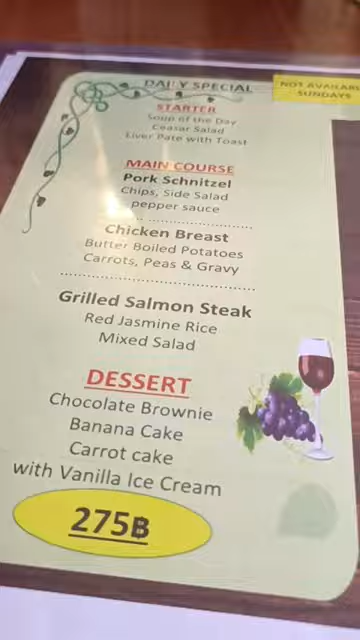 DAILY SPECIAL
NOT AVAILABLE
SUNDAYS
STARTER
Soup of the Day
Ceasar Salad
Liver Pate with Toast
MAIN COURSE
Pork Schnitzel
Chips, Side Salad
pepper sauce
Chicken Breast
Butter Boiled Potatoes
Carrots, Peas & Gravy
Grilled Salmon Steak
Red Jasmine Rice
Mixed Salad
DESSERT
Chocolate Brownie
Banana Cake
Carrot cake
with Vanilla Ice Cream
275฿